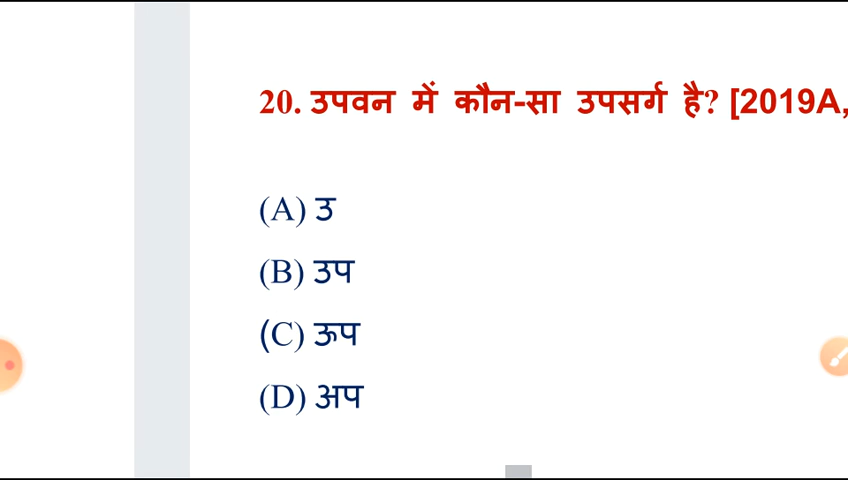 20. उपवन में कौन-सा उपसर्ग है? [2019A,
(A) उ
(B) उप
(C) ऊप
(D) अप